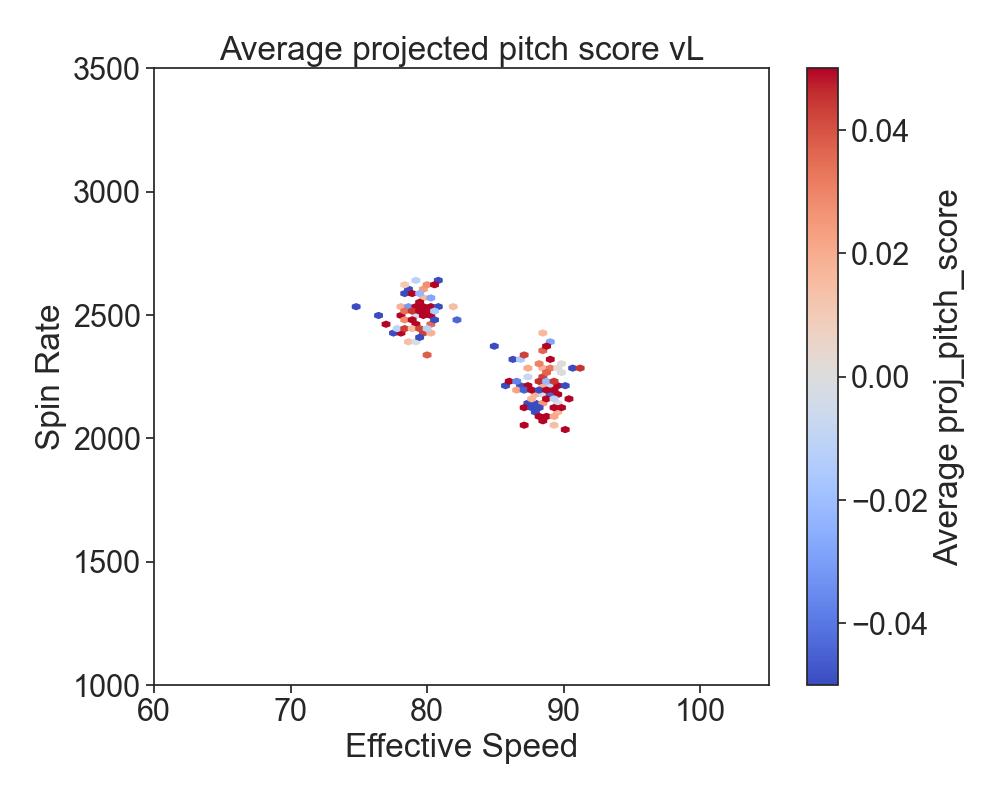 Average projected pitch score vL
3500
3000
2500
2000
1500
1000
Spin Rate
60 70 80 90 100
Effective Speed
0.04
0.02
0.00
−0.02
−0.04
Average proj_pitch_score